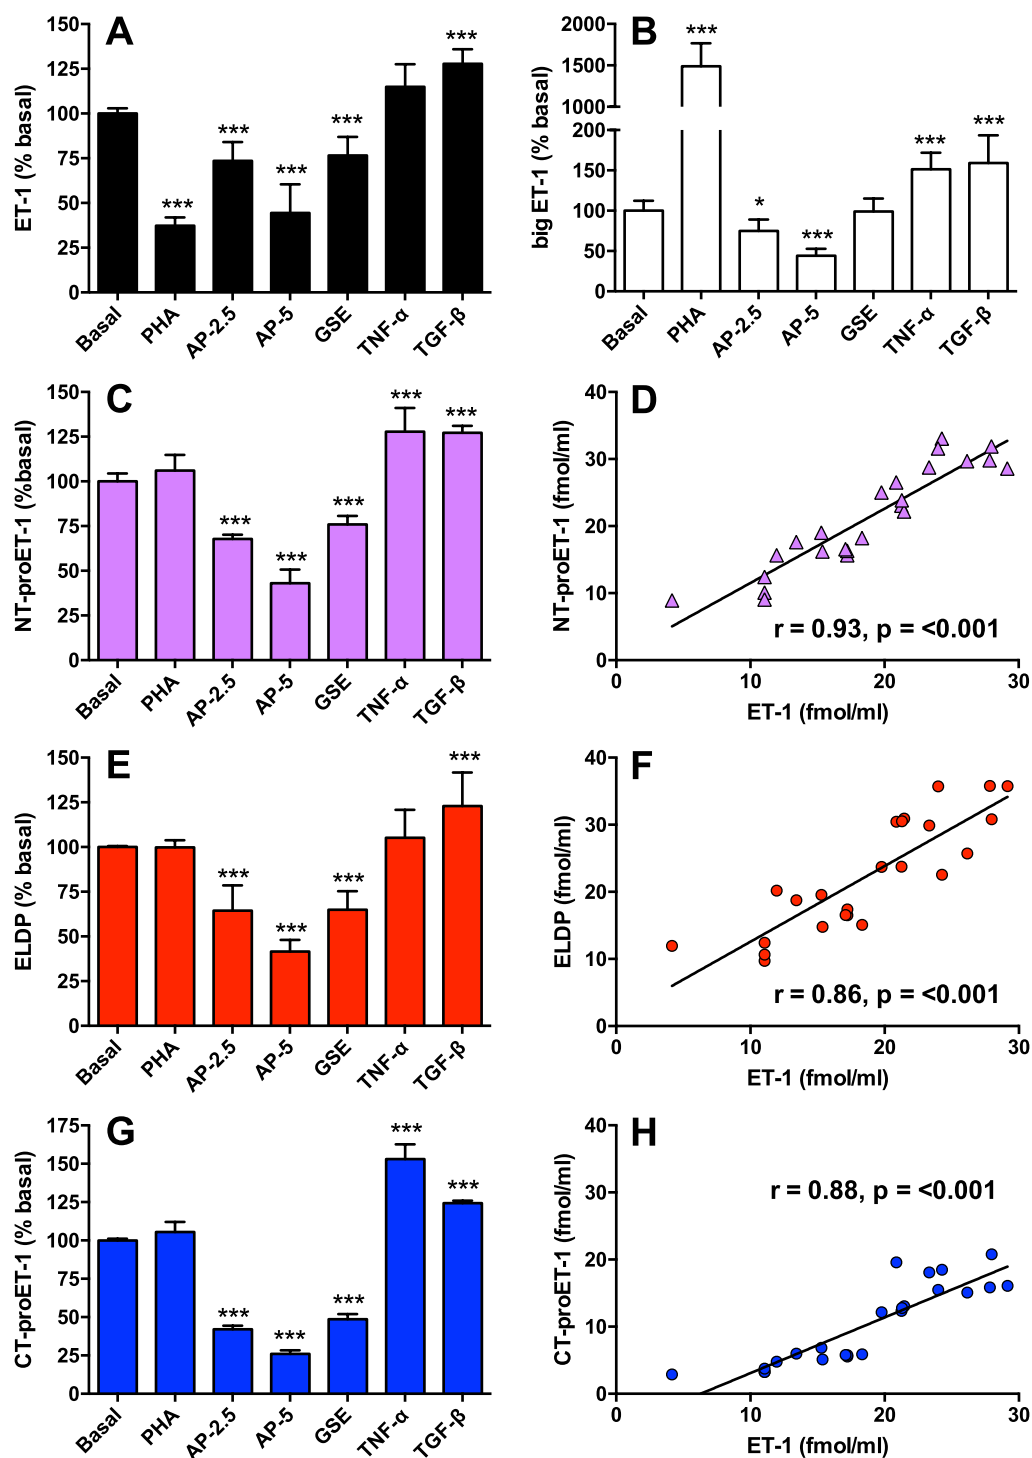 A
ET-1 (% basal)
150
125
100
75
50
25
0
***
***
***
***
***
Basal
PHA
AP-2.5
AP-5
GSE
TNF-α
TGF-β
B
big ET-1 (% basal)
2000
1500
1000
200
150
100
50
0
***
*
***
***
***
Basal
PHA
AP-2.5
AP-5
GSE
TNF-α
TGF-β
C
NT-proET-1 (%basal)
150
125
100
75
50
25
0
***
***
***
***
***
Basal
PHA
AP-2.5
AP-5
GSE
TNF-α
TGF-β
D
NT-proET-1 (fmol/ml)
40
30
20
10
0
r = 0.93, p = <0.001
0 10 20 30
ET-1 (fmol/ml)
E
ELDP (% basal)
150
125
100
75
50
25
0
***
***
***
***
Basal
PHA
AP-2.5
AP-5
GSE
TNF-α
TGF-β
F
ELDP (fmol/ml)
40
30
20
10
0
r = 0.86, p = <0.001
0 10 20 30
ET-1 (fmol/ml)
G
CT-proET-1 (% basal)
175
150
125
100
75
50
25
0
***
***
***
***
***
Basal
PHA
AP-2.5
AP-5
GSE
TNF-α
TGF-β
H
CT-proET-1 (fmol/ml)
40
30
20
10
0
r = 0.88, p = <0.001
0 10 20 30
ET-1 (fmol/ml)